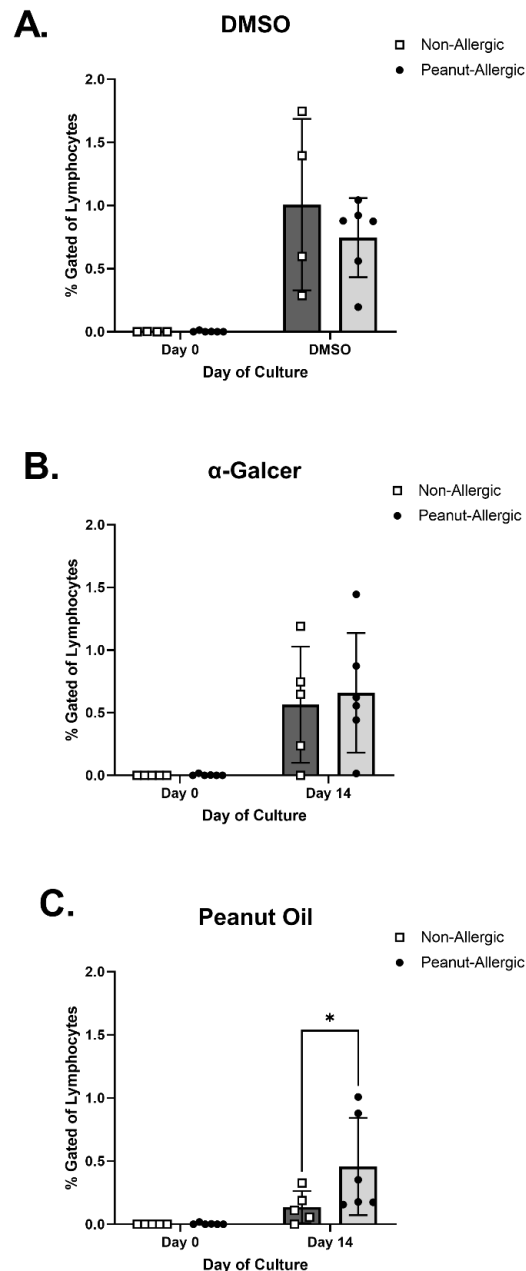 A.
DMSO
Non-Allergic
Peanut-Allergic
% Gated of Lymphocytes
2.0
1.5
1.0
0.5
0.0
Day 0 DMSO
Day of Culture
B.
α-Galcer
Non-Allergic
Peanut-Allergic
% Gated of Lymphocytes
2.0
1.5
1.0
0.5
0.0
Day 0 Day 14
Day of Culture
C.
Peanut Oil
Non-Allergic
Peanut-Allergic
% Gated of Lymphocytes
2.0
1.5
1.0
0.5
0.0
*
Day 0 Day 14
Day of Culture